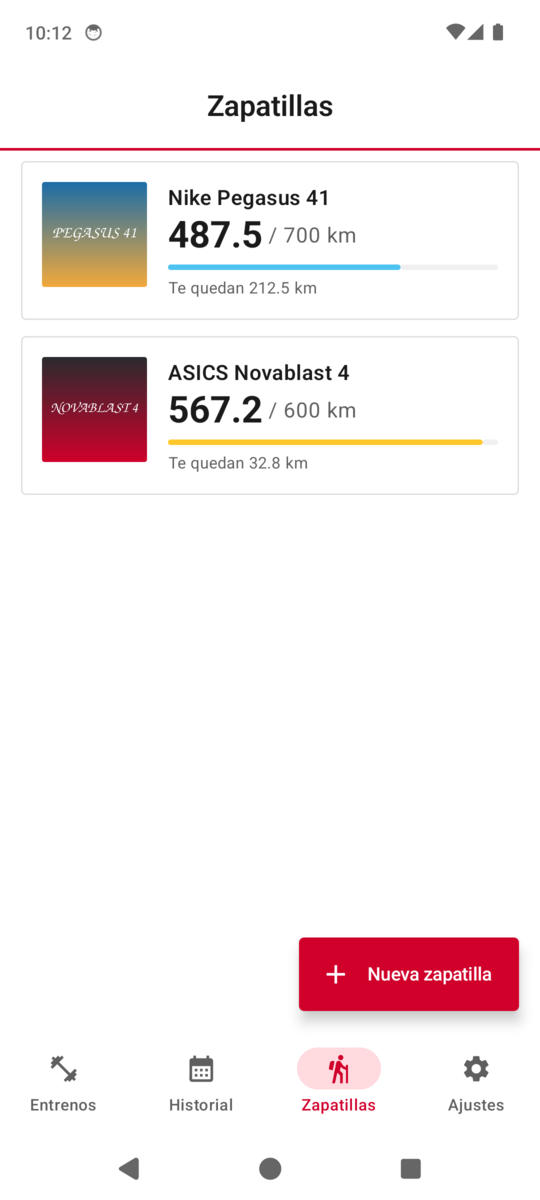 10:12
Zapatillas
PEGASUS 41
Nike Pegasus 41
487.5 / 700 km
Te quedan 212.5 km
NOVABLAST 4
ASICS Novablast 4
567.2 / 600 km
Te quedan 32.8 km
+ Nueva zapatilla
Entrenos
Historial
Zapatillas
Ajustes